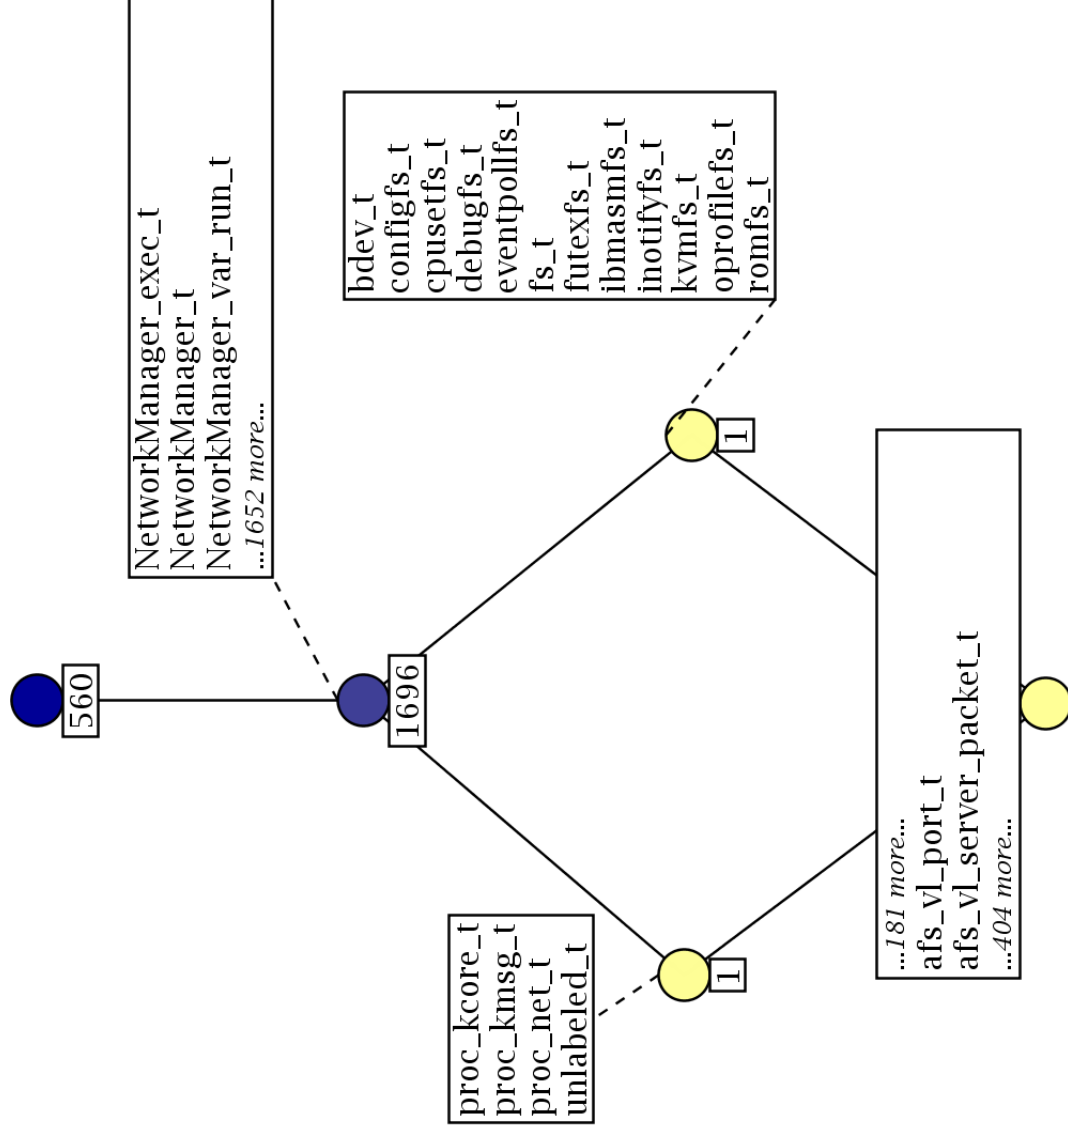 560
NetworkManager_exec_t
NetworkManager_t
NetworkManager_var_run_t
...1652 more...
1696
bdev_t
configfs_t
cpusetfs_t
debugfs_t
eventpollfs_t
fs_t
futexfs_t
ibmasmfs_t
inotifyfs_t
kvmfs_t
oprofilefs_t
romfs_t
1
proc_kcore_t
proc_kmsg_t
proc_net_t
unlabeled_t
1
...181 more...
afs_vl_port_t
afs_vl_server_packet_t
...404 more...